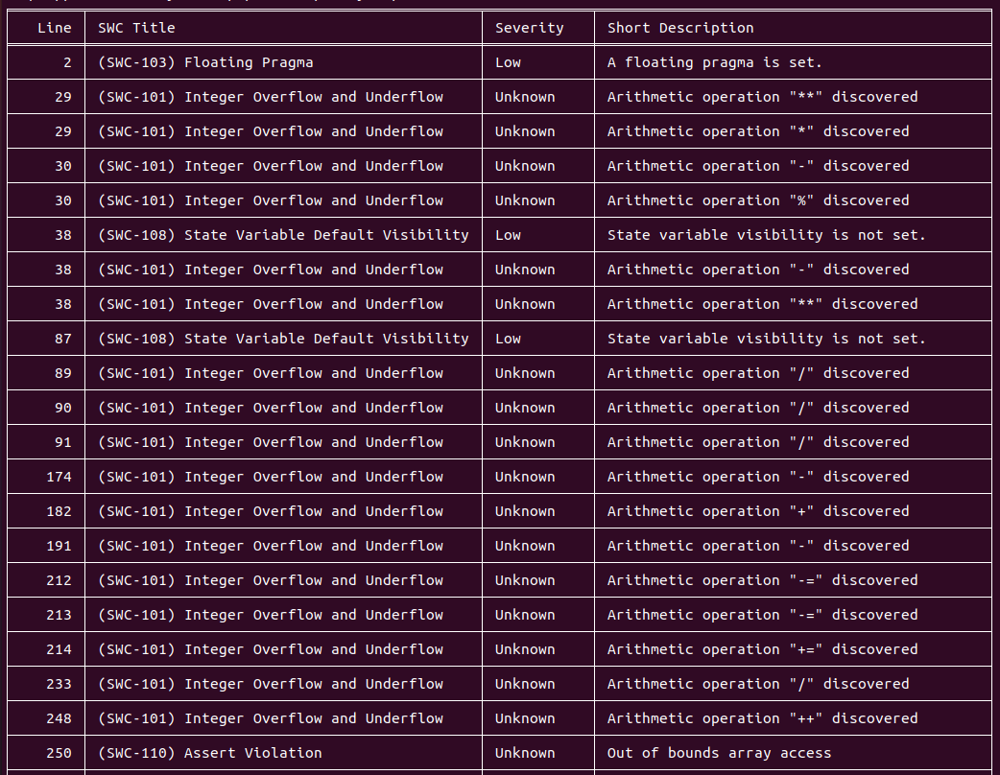 Line SWC Title Severity Short Description
2 (SWC-103) Floating Pragma Low A floating pragma is set.
29 (SWC-101) Integer Overflow and Underflow Unknown Arithmetic operation "**" discovered
29 (SWC-101) Integer Overflow and Underflow Unknown Arithmetic operation "*" discovered
30 (SWC-101) Integer Overflow and Underflow Unknown Arithmetic operation "-" discovered
30 (SWC-101) Integer Overflow and Underflow Unknown Arithmetic operation "%" discovered
38 (SWC-108) State Variable Default Visibility Low State variable visibility is not set.
38 (SWC-101) Integer Overflow and Underflow Unknown Arithmetic operation "-" discovered
38 (SWC-101) Integer Overflow and Underflow Unknown Arithmetic operation "**" discovered
87 (SWC-108) State Variable Default Visibility Low State variable visibility is not set.
89 (SWC-101) Integer Overflow and Underflow Unknown Arithmetic operation "/" discovered
90 (SWC-101) Integer Overflow and Underflow Unknown Arithmetic operation "/" discovered
91 (SWC-101) Integer Overflow and Underflow Unknown Arithmetic operation "/" discovered
174 (SWC-101) Integer Overflow and Underflow Unknown Arithmetic operation "-" discovered
182 (SWC-101) Integer Overflow and Underflow Unknown Arithmetic operation "+" discovered
191 (SWC-101) Integer Overflow and Underflow Unknown Arithmetic operation "-" discovered
212 (SWC-101) Integer Overflow and Underflow Unknown Arithmetic operation "-=" discovered
213 (SWC-101) Integer Overflow and Underflow Unknown Arithmetic operation "-=" discovered
214 (SWC-101) Integer Overflow and Underflow Unknown Arithmetic operation "+=" discovered
233 (SWC-101) Integer Overflow and Underflow Unknown Arithmetic operation "/" discovered
248 (SWC-101) Integer Overflow and Underflow Unknown Arithmetic operation "++" discovered
250 (SWC-110) Assert Violation Unknown Out of bounds array access